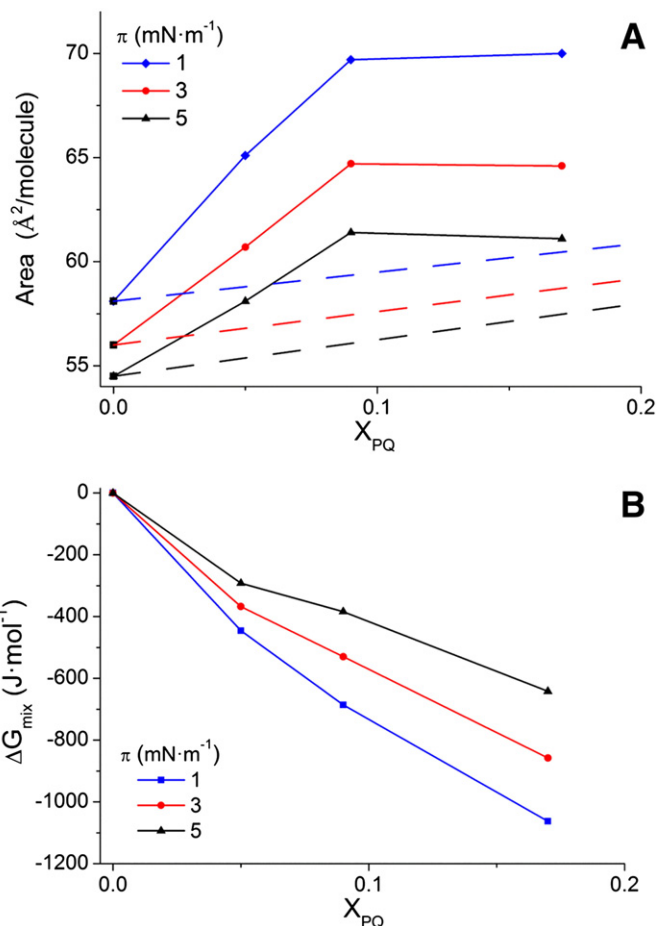 A
π (mN·m⁻¹)
1
3
5
70
65
60
55
Area (Å²/molecule)
0.0
0.1
0.2
X_PQ
B
0
-200
-400
-600
-800
-1000
-1200
ΔG_mix (J·mol⁻¹)
π (mN·m⁻¹)
1
3
5
0.0
0.1
0.2
X_PQ